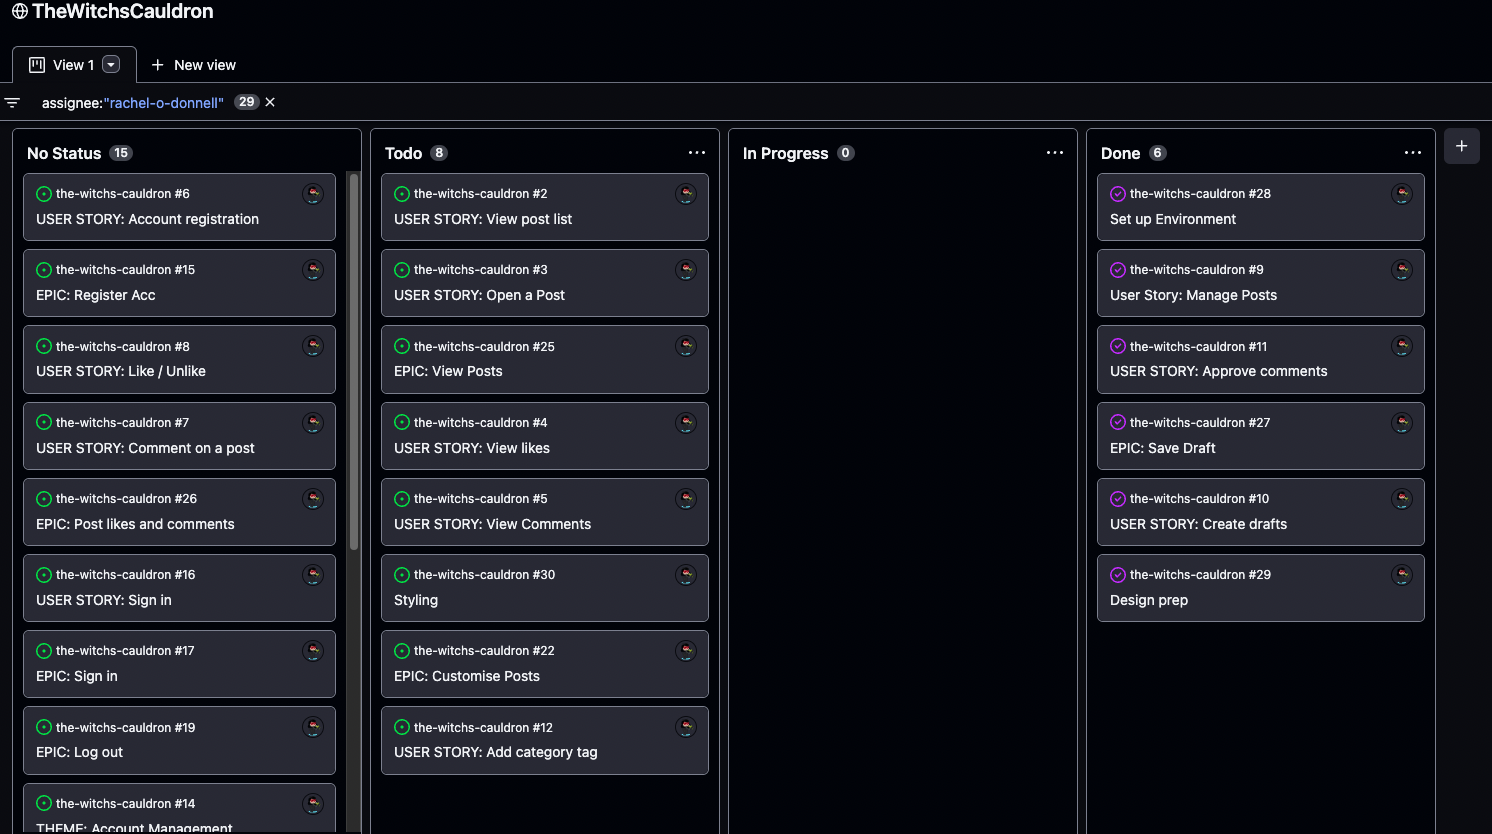 TheWitchsCauldron
View 1
New view
assignee:"rachel-o-donnell" 29
No Status 15
the-witchs-cauldron #6
USER STORY: Account registration
the-witchs-cauldron #15
EPIC: Register Acc
the-witchs-cauldron #8
USER STORY: Like / Unlike
the-witchs-cauldron #7
USER STORY: Comment on a post
the-witchs-cauldron #26
EPIC: Post likes and comments
the-witchs-cauldron #16
USER STORY: Sign in
the-witchs-cauldron #17
EPIC: Sign in
the-witchs-cauldron #19
EPIC: Log out
the-witchs-cauldron #14
THEME: Account Management
Todo 8
the-witchs-cauldron #2
USER STORY: View post list
the-witchs-cauldron #3
USER STORY: Open a Post
the-witchs-cauldron #25
EPIC: View Posts
the-witchs-cauldron #4
USER STORY: View likes
the-witchs-cauldron #5
USER STORY: View Comments
the-witchs-cauldron #30
Styling
the-witchs-cauldron #22
EPIC: Customise Posts
the-witchs-cauldron #12
USER STORY: Add category tag
In Progress 0
Done 6
the-witchs-cauldron #28
Set up Environment
the-witchs-cauldron #9
User Story: Manage Posts
the-witchs-cauldron #11
USER STORY: Approve comments
the-witchs-cauldron #27
EPIC: Save Draft
the-witchs-cauldron #10
USER STORY: Create drafts
the-witchs-cauldron #29
Design prep